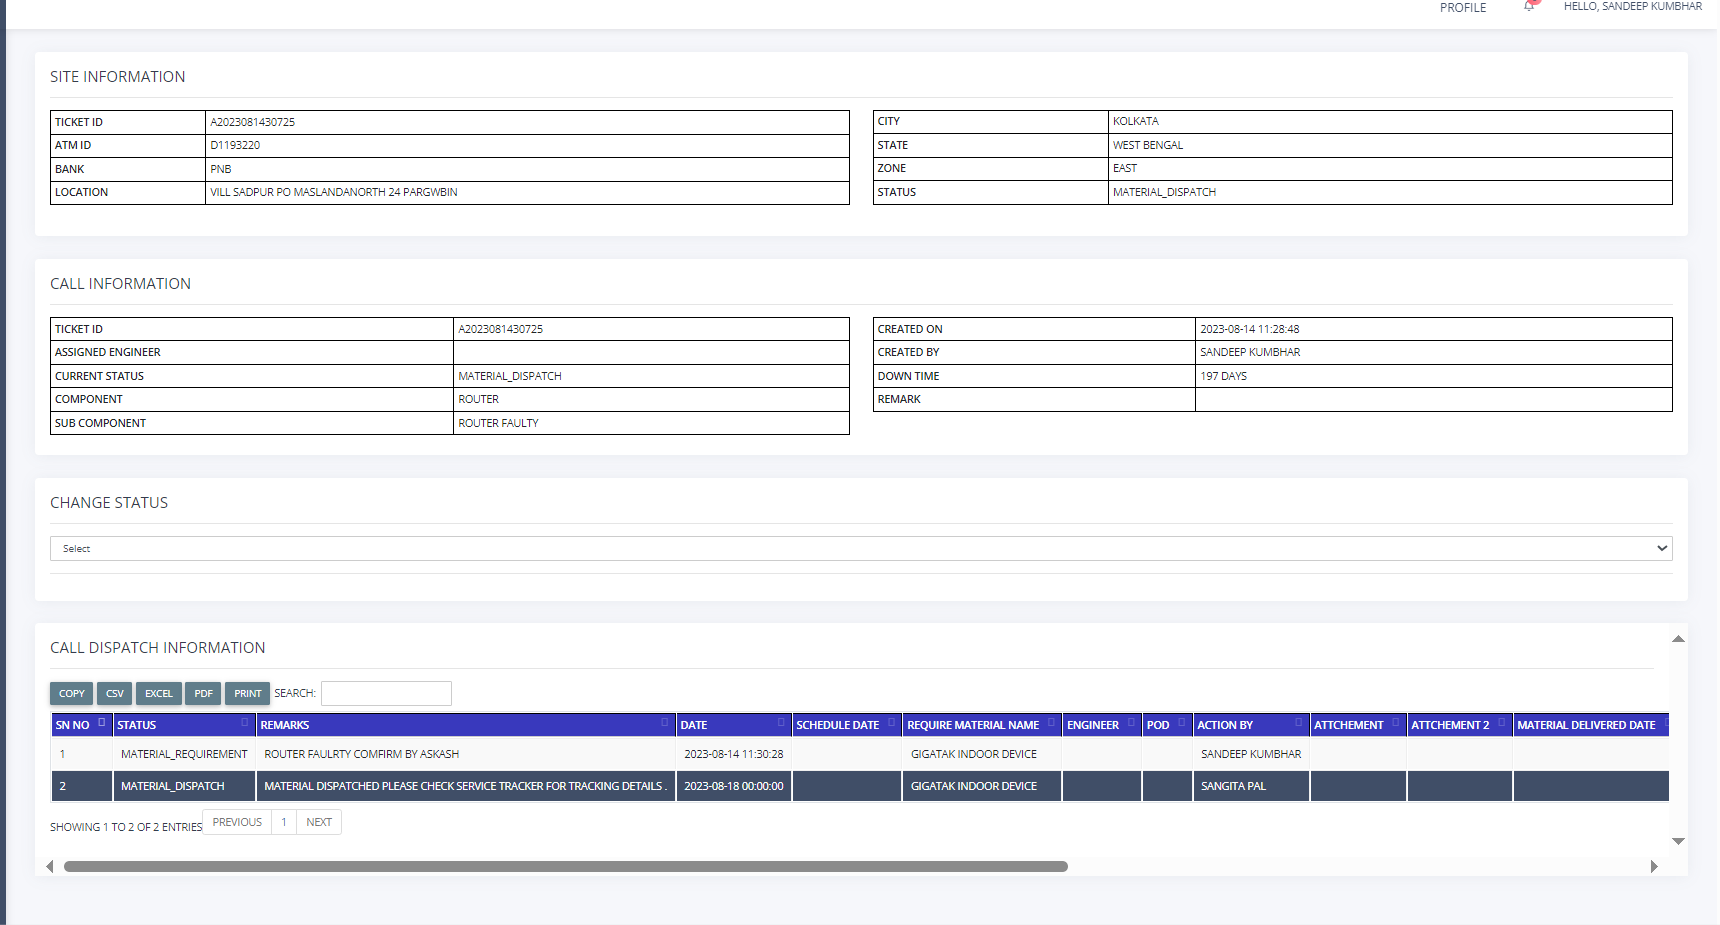 PROFILE HELLO, SANDEEP KUMBHAR
SITE INFORMATION
TICKET ID A2023081430725
ATM ID D1193220
BANK PNB
LOCATION VILL SADPUR PO MASLANDANORTH 24 PARGWBIN
CITY KOLKATA
STATE WEST BENGAL
ZONE EAST
STATUS MATERIAL_DISPATCH
CALL INFORMATION
TICKET ID A2023081430725
ASSIGNED ENGINEER
CURRENT STATUS MATERIAL_DISPATCH
COMPONENT ROUTER
SUB COMPONENT ROUTER FAULTY
CREATED ON 2023-08-14 11:28:48
CREATED BY SANDEEP KUMBHAR
DOWN TIME 197 DAYS
REMARK
CHANGE STATUS
Select
CALL DISPATCH INFORMATION
COPY CSV EXCEL PDF PRINT SEARCH:
SN NO STATUS REMARKS DATE SCHEDULE DATE REQUIRE MATERIAL NAME ENGINEER POD ACTION BY ATTCHEMENT ATTCHEMENT 2 MATERIAL DELIVERED DATE
1 MATERIAL_REQUIREMENT ROUTER FAULRTY COMFIRM BY ASKASH 2023-08-14 11:30:28 GIGATAK INDOOR DEVICE SANDEEP KUMBHAR
2 MATERIAL_DISPATCH MATERIAL DISPATCHED PLEASE CHECK SERVICE TRACKER FOR TRACKING DETAILS . 2023-08-18 00:00:00 GIGATAK INDOOR DEVICE SANGITA PAL
SHOWING 1 TO 2 OF 2 ENTRIES PREVIOUS 1 NEXT